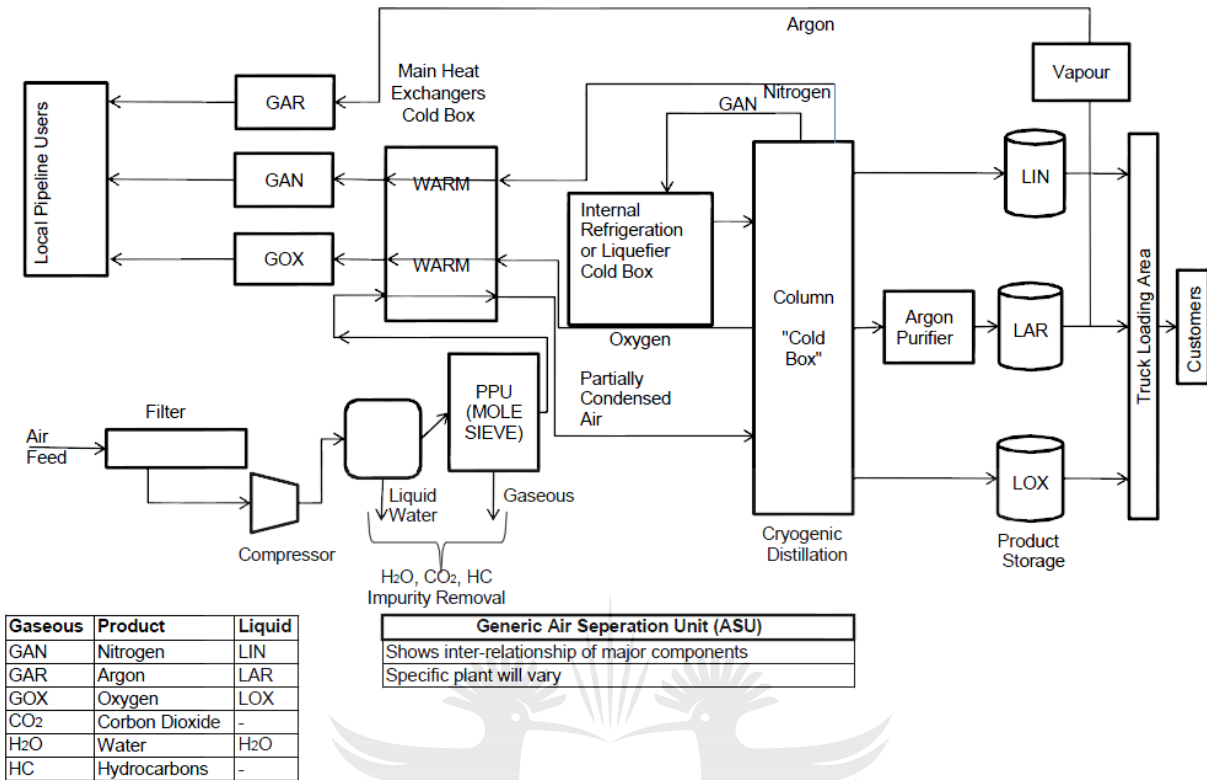 Argon
Vapour
Main Heat
Exchangers
Cold Box
Nitrogen
GAN
Local Pipeline Users
GAR
GAN
GOX
WARM
WARM
Internal
Refrigeration
or Liquefier
Cold Box
Column
"Cold
Box"
LIN
Argon
Purifier
LAR
LOX
Truck Loading Area
Customers
Oxygen
Partially
Condensed
Air
PPU
(MOLE
SIEVE)
Filter
Air
Feed
Compressor
Liquid
Water
Gaseous
H2O, CO2, HC
Impurity Removal
Cryogenic
Distillation
Product
Storage
Gaseous Product Liquid
GAN Nitrogen LIN
GAR Argon LAR
GOX Oxygen LOX
CO2 Corbon Dioxide -
H2O Water H2O
HC Hydrocarbons -
Generic Air Seperation Unit (ASU)
Shows inter-relationship of major components
Specific plant will vary